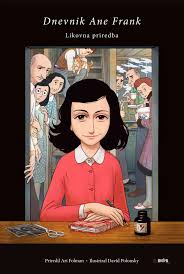 Dnevnik Ane Frank
Likovna priredba
Priredil Ari Folman • Ilustriral David Polonsky